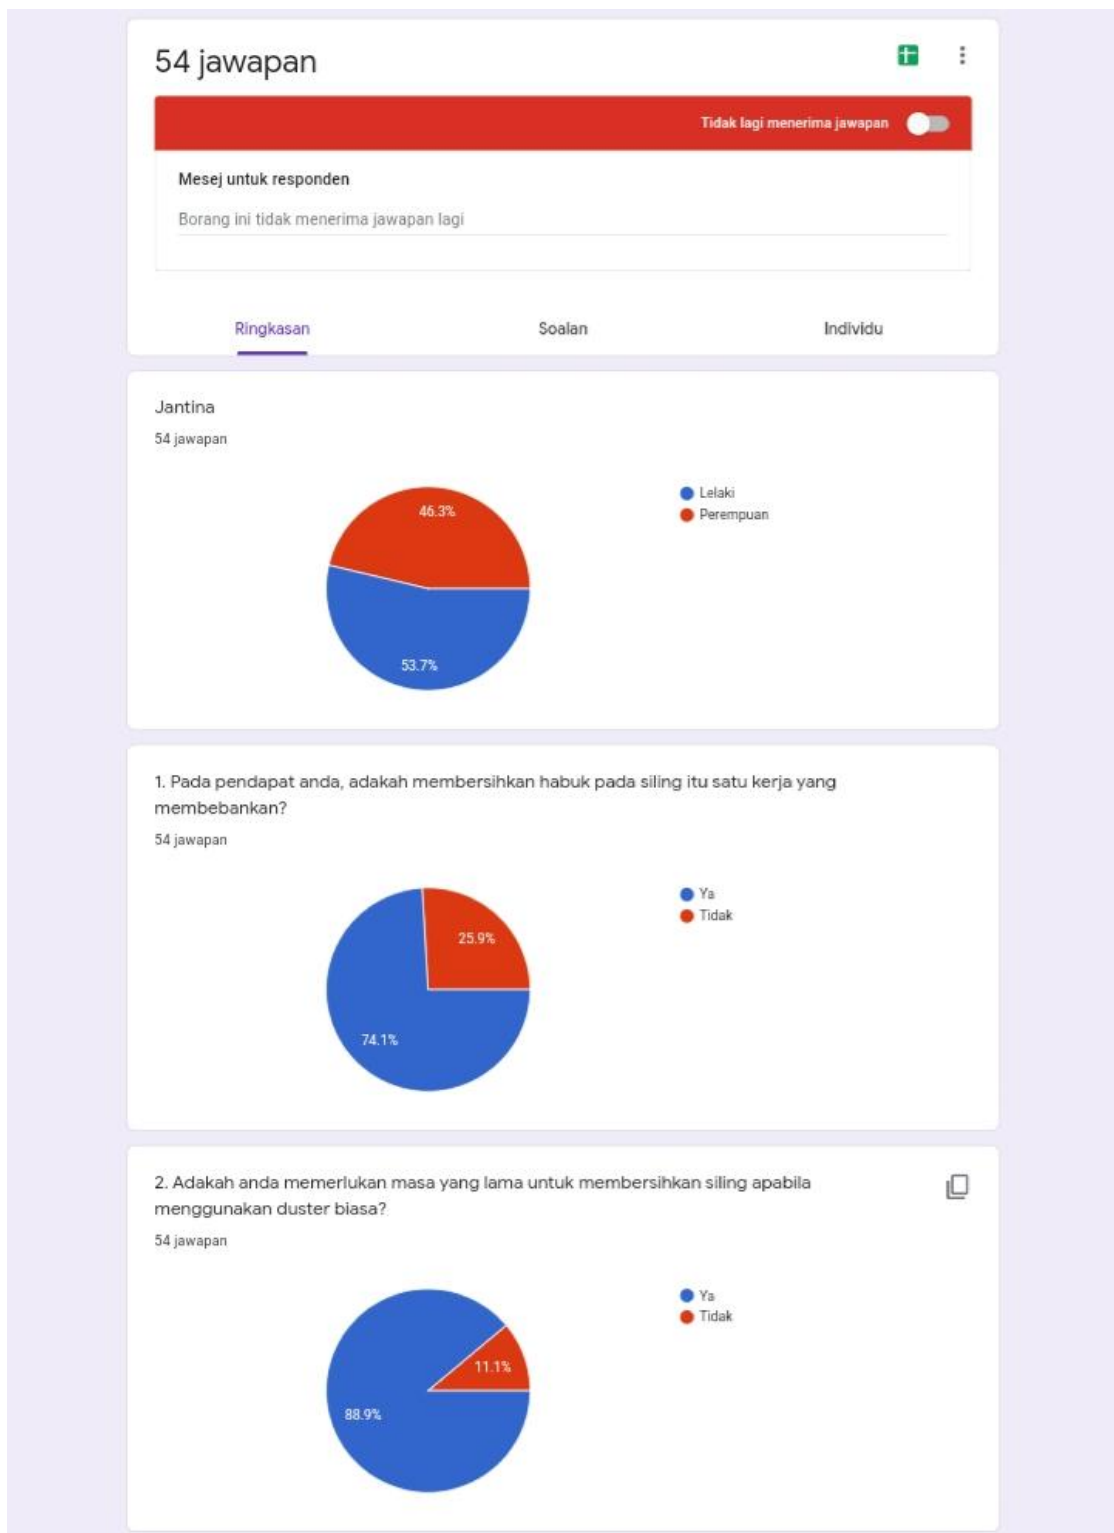 54 jawapan
Tidak lagi menerima jawapan
Mesej untuk responden
Borang ini tidak menerima jawapan lagi
Ringkasan
Soalan
Individu
Jantina
54 jawapan
46.3%
53.7%
Lelaki
Perempuan
1. Pada pendapat anda, adakah membersihkan habuk pada siling itu satu kerja yang
membebankan?
54 jawapan
25.9%
74.1%
Ya
Tidak
2. Adakah anda memerlukan masa yang lama untuk membersihkan siling apabila
menggunakan duster biasa?
54 jawapan
11.1%
88.9%
Ya
Tidak